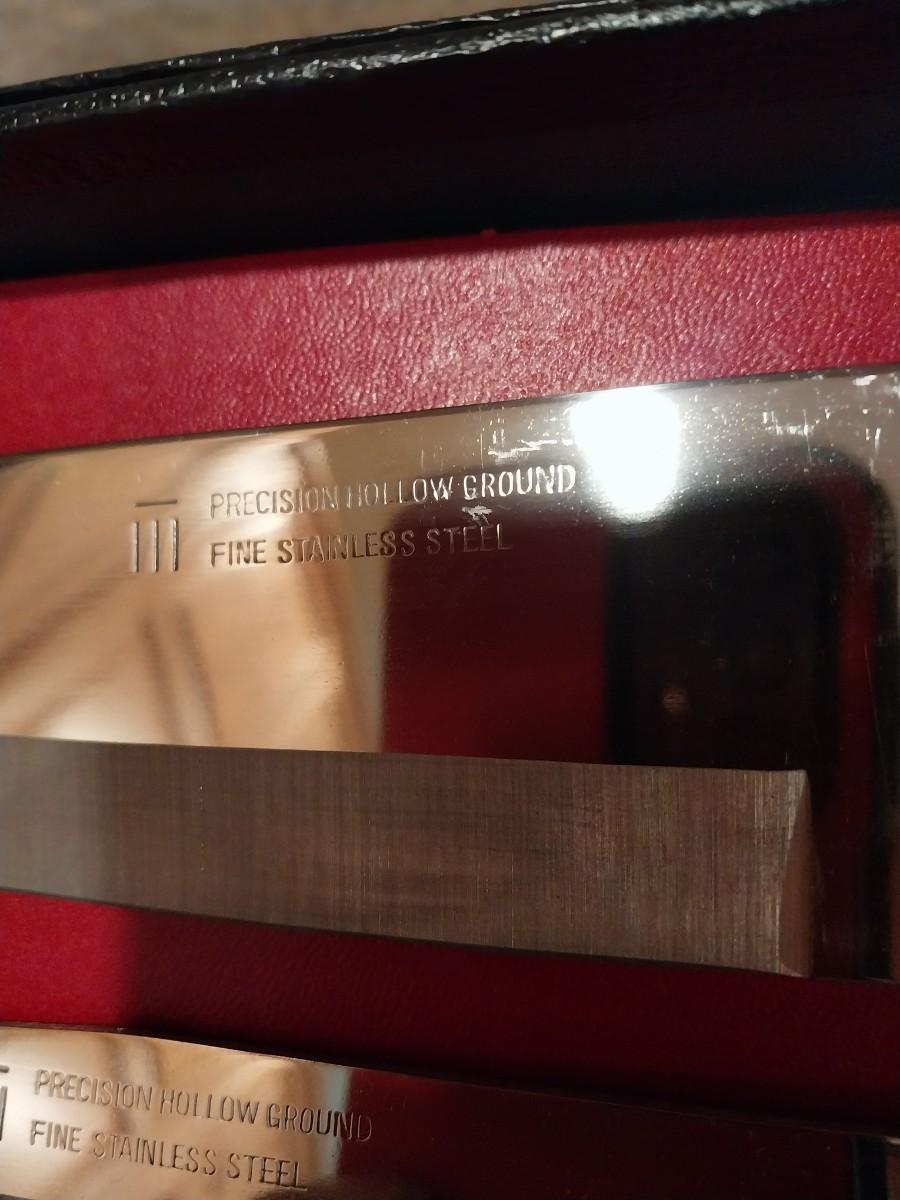 PRECISION HOLLOW GROUND
FINE STAINLESS STEEL
PRECISION HOLLOW GROUND
FINE STAINLESS STEEL